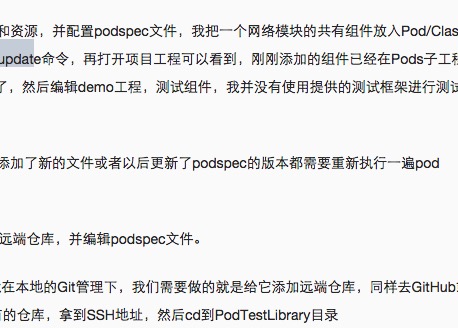 和资源，并配置podspec文件，我把一个网络模块的共有组件放入Pod/Clas
update命令，再打开项目工程可以看到，刚刚添加的组件已经在Pods子工程
了，然后编辑demo工程，测试组件，我并没有使用提供的测试框架进行测试
添加了新的文件或者以后更新了podspec的版本都需要重新执行一遍pod
远端仓库，并编辑podspec文件。
在本地的Git管理下，我们需要做的就是给它添加远端仓库，同样去GitHub
的仓库，拿到SSH地址，然后cd到PodTestLibrary目录